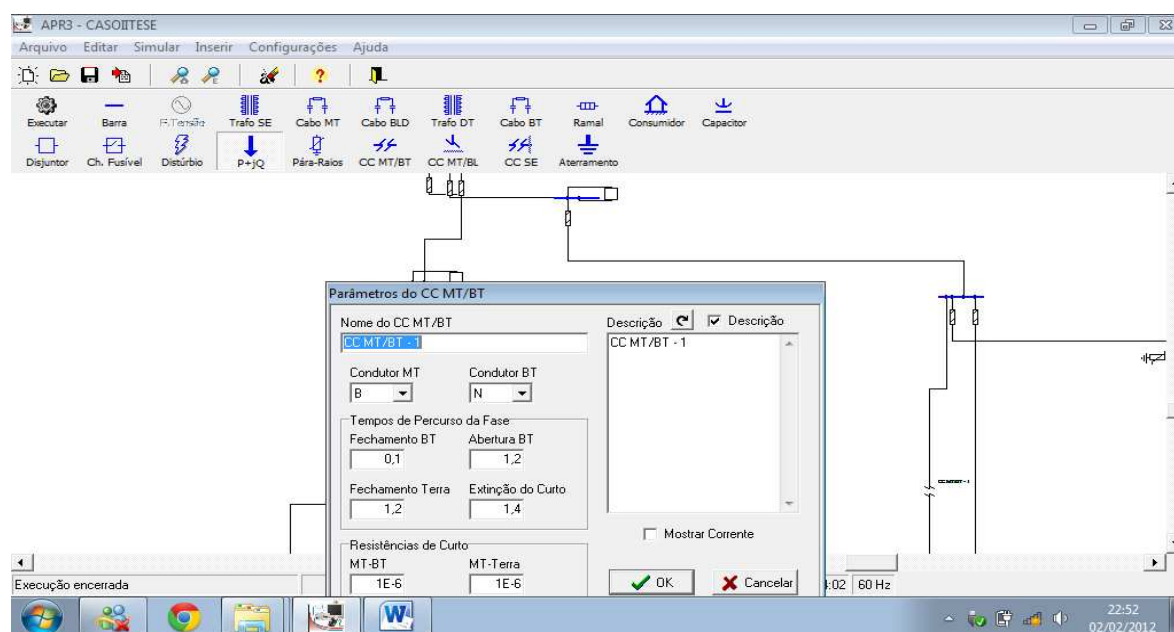 APR3 - CASOIITESE
Arquivo Editar Simular Inserir Configurações Ajuda
Executar Barra F.Tensão Trafo SE Cabo MT Cabo BLD Trafo DT Cabo BT Ramal Consumidor Capacitor
Disjuntor Ch. Fusível Distúrbio P+jQ Pára-Raios CC MT/BT CC MT/BL CC SE Aterramento
Parâmetros do CC MT/BT
Nome do CC MT/BT
CC MT/BT - 1
Descrição Descrição
CC MT/BT - 1
Condutor MT Condutor BT
B N
Tempos de Percurso da Fase
Fechamento BT Abertura BT
0,1 1,2
Fechamento Terra Extinção do Curto
1,2 1,4
Resistências de Curto
MT-BT MT-Terra
1E-6 1E-6
Mostrar Corrente
OK Cancelar
CC MT/BT - 1
Execução encerrada :02 60 Hz
22:52
02/02/2012